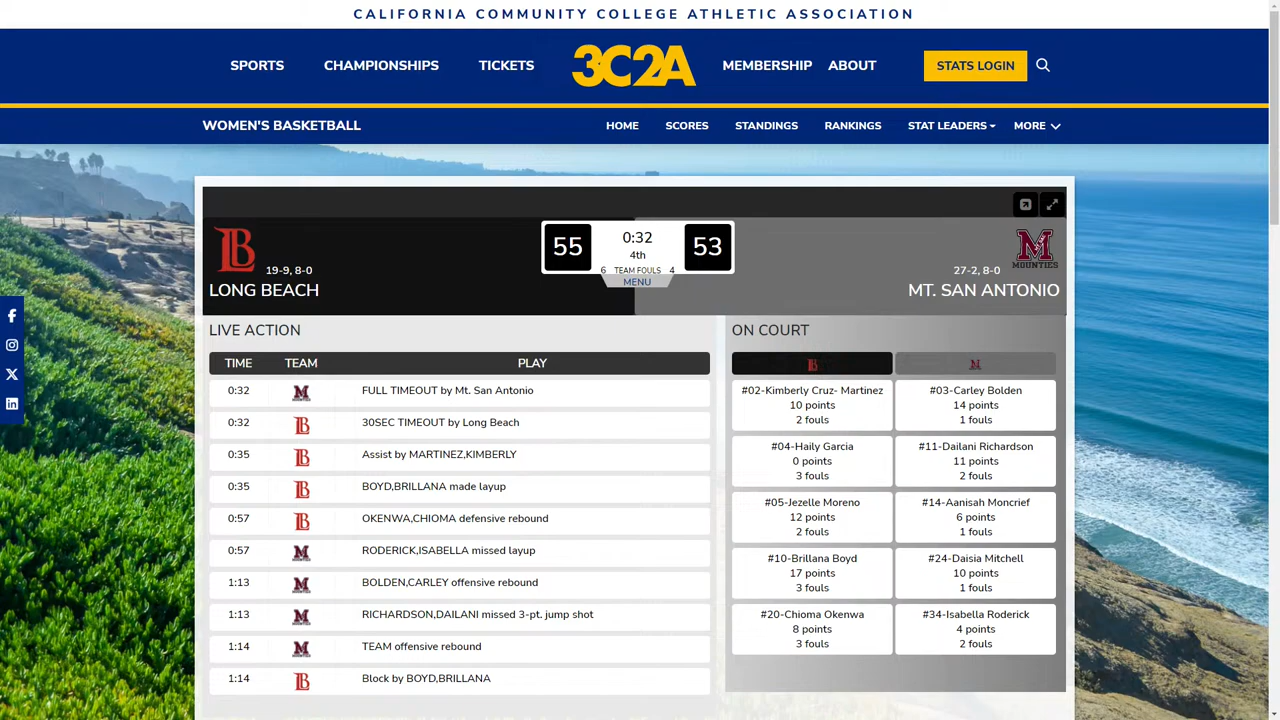 CALIFORNIA COMMUNITY COLLEGE ATHLETIC ASSOCIATION
SPORTS CHAMPIONSHIPS TICKETS 3C2A MEMBERSHIP ABOUT STATS LOGIN
WOMEN'S BASKETBALL HOME SCORES STANDINGS RANKINGS STAT LEADERS MORE
LB 19-9, 8-0
LONG BEACH
55 0:32 53
4th
6 TEAM FOULS 4
MENU
M MOUNTIES
27-2, 8-0
MT. SAN ANTONIO
LIVE ACTION
TIME TEAM PLAY
0:32 FULL TIMEOUT by Mt. San Antonio
0:32 30SEC TIMEOUT by Long Beach
0:35 Assist by MARTINEZ,KIMBERLY
0:35 BOYD,BRILLANA made layup
0:57 OKENWA,CHIOMA defensive rebound
0:57 RODERICK,ISABELLA missed layup
1:13 BOLDEN,CARLEY offensive rebound
1:13 RICHARDSON,DAILANI missed 3-pt. jump shot
1:14 TEAM offensive rebound
1:14 Block by BOYD,BRILLANA
ON COURT
#02-Kimberly Cruz- Martinez
10 points
2 fouls
#03-Carley Bolden
14 points
1 fouls
#04-Haily Garcia
0 points
3 fouls
#11-Dailani Richardson
11 points
2 fouls
#05-Jezelle Moreno
12 points
2 fouls
#14-Aanisah Moncrief
6 points
1 fouls
#10-Brillana Boyd
17 points
3 fouls
#24-Daisia Mitchell
10 points
1 fouls
#20-Chioma Okenwa
8 points
3 fouls
#34-Isabella Roderick
4 points
2 fouls